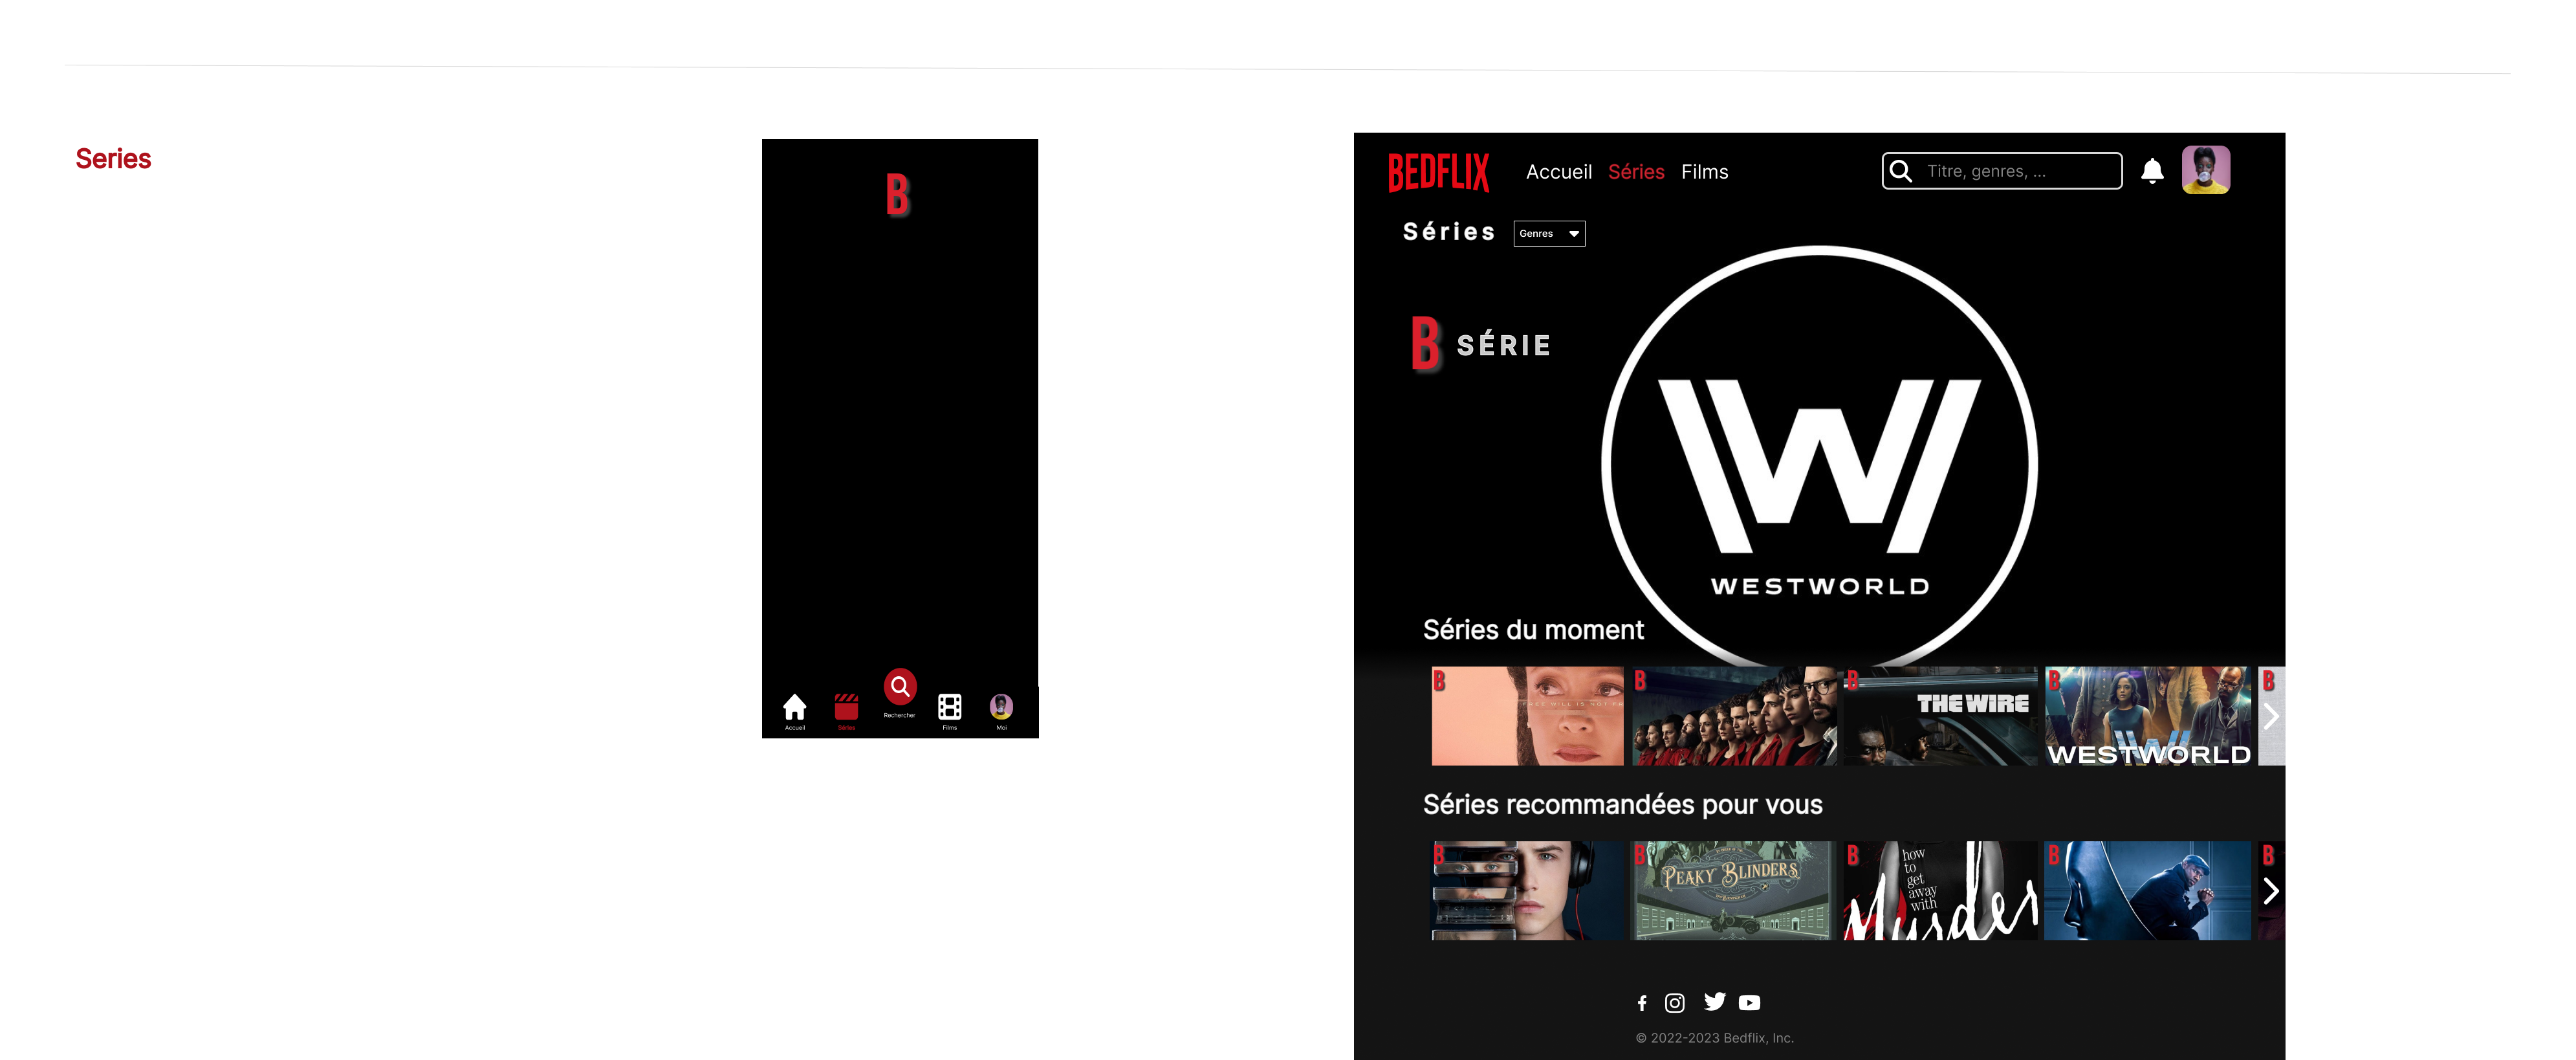 Series
B
Rechercher
Accueil
Séries
Films
Moi
BEDFLIX
Accueil Séries Films
Titre, genres, ...
Séries
Genres
B SÉRIE
W
WESTWORLD
Séries du moment
B
B
B
THE WIRE
B
WESTWORLD
B
Séries recommandées pour vous
B
B
PEAKY BLINDERS
B
how
to
get
away
with
Murder
B
B
© 2022-2023 Bedflix, Inc.